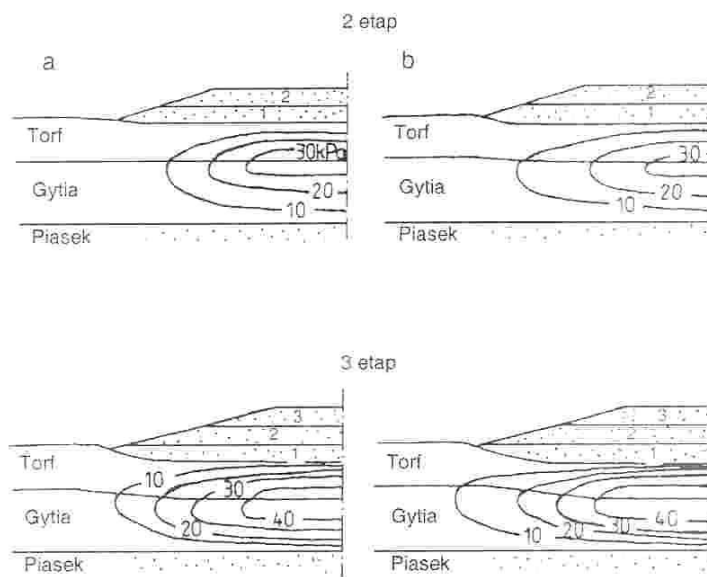 2 etap
a
b
2
1
Torf
30kPa
Gytia
20
10
Piasek
2
1
Torf
30
Gytia
20
10
Piasek
3 etap
3
2
1
Torf
10
30
Gytia
20
40
Piasek
3
2
1
Torf
Gytia
10
20
30
40
Piasek